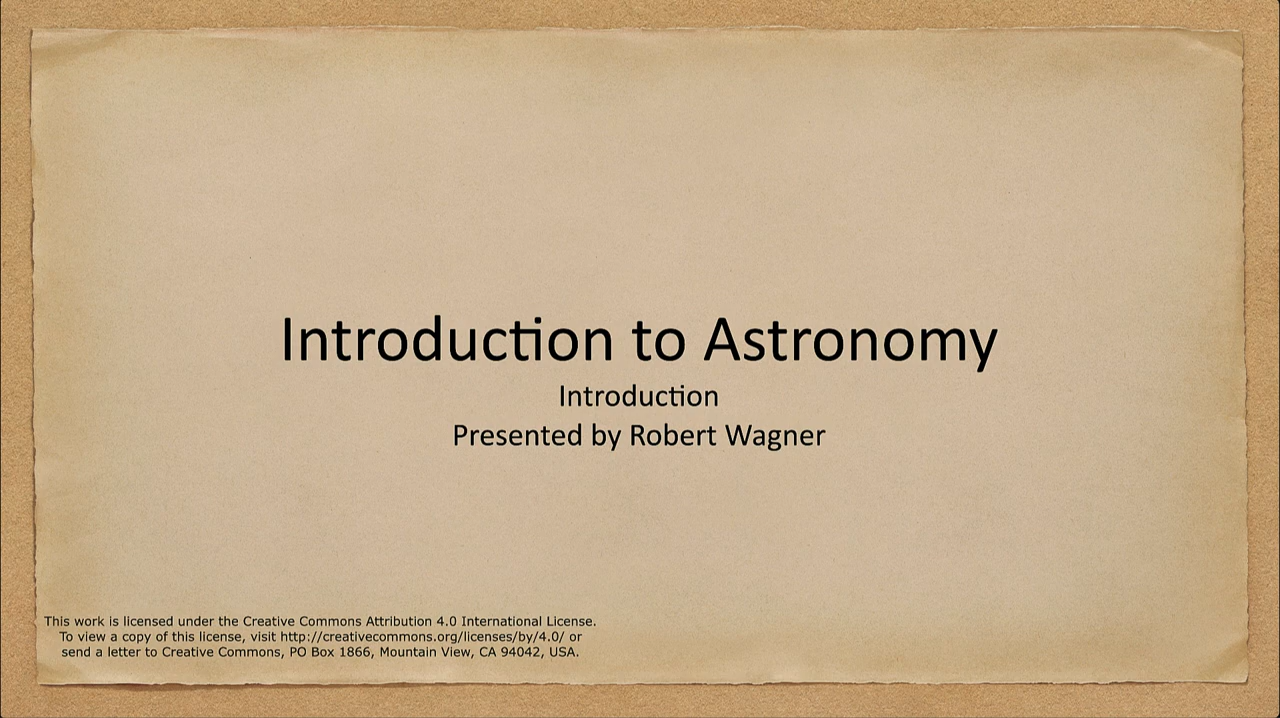 Introduction to Astronomy
Introduction
Presented by Robert Wagner
This work is licensed under the Creative Commons Attribution 4.0 International License.
To view a copy of this license, visit http://creativecommons.org/licenses/by/4.0/ or
send a letter to Creative Commons, PO Box 1866, Mountain View, CA 94042, USA.